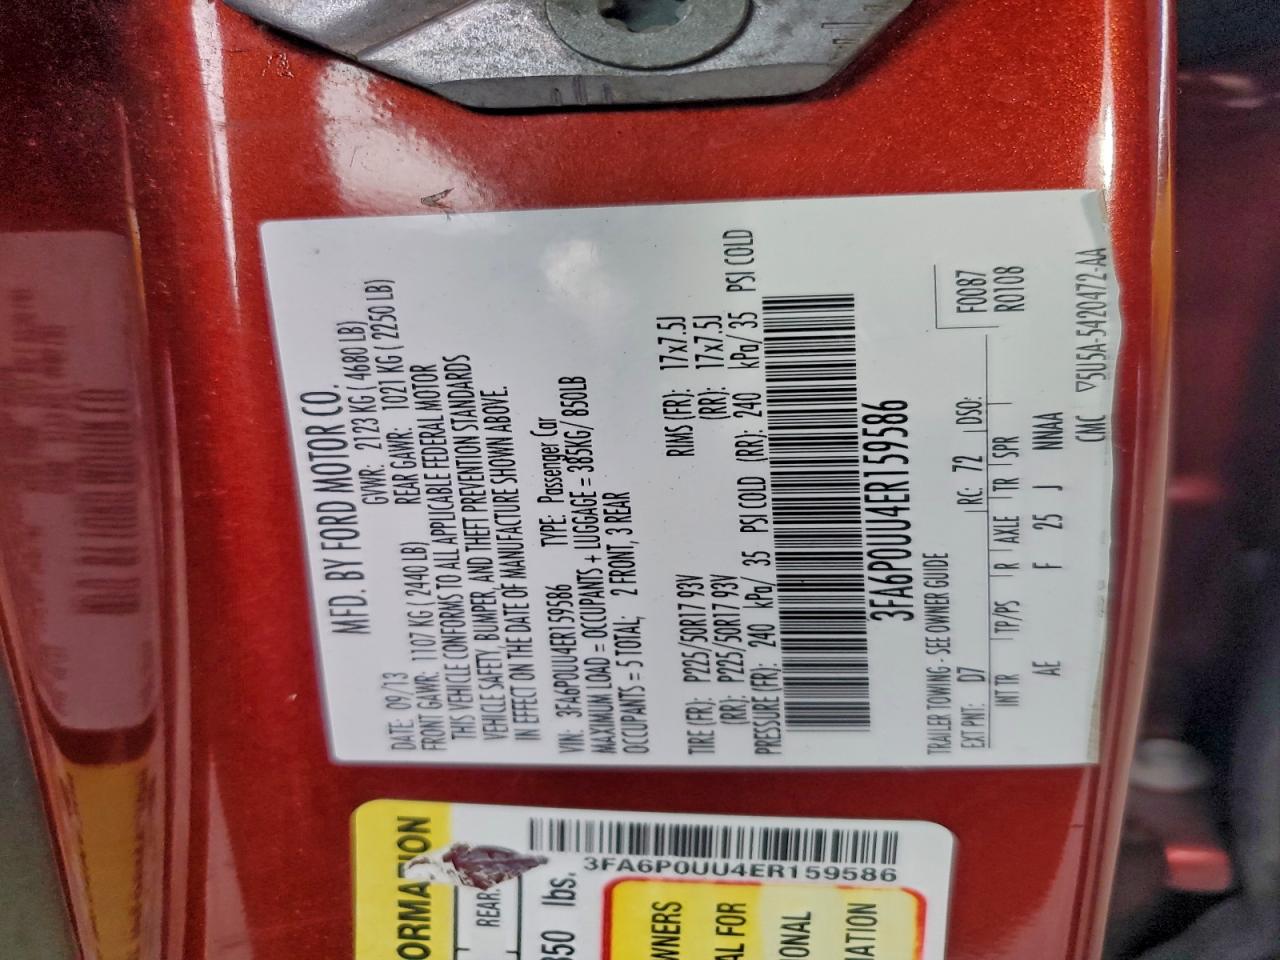 MFD. BY FORD MOTOR CO.
DATE: 09/13 GVWR: 2123 KG ( 4680 LB)
FRONT GAWR: 1107 KG ( 2440 LB) REAR GAWR: 1021 KG ( 2250 LB)
THIS VEHICLE CONFORMS TO ALL APPLICABLE FEDERAL MOTOR
VEHICLE SAFETY, BUMPER, AND THEFT PREVENTION STANDARDS
IN EFFECT ON THE DATE OF MANUFACTURE SHOWN ABOVE.
VIN: 3FA6P0UU4ER159586 TYPE: Passenger Car
MAXIMUM LOAD = OCCUPANTS + LUGGAGE = 385KG/ 850LB
OCCUPANTS = 5 TOTAL; 2 FRONT, 3 REAR
TIRE (FR): P225/50R17 93V RIMS (FR): 17x7.5J
(RR): P225/50R17 93V (RR): 17x7.5J
PRESSURE (FR): 240 kPa/ 35 PSI COLD (RR): 240 kPa/ 35 PSI COLD
3FA6P0UU4ER159586
TRAILER TOWING - SEE OWNER GUIDE
EXT PNT: D7 RC: 72 DSO: F0087
INT TR TP/PS R AXLE TR SPR R0108
AE F 25 J NNAA
CMC ▽5U5A-5420472-AA
ORMATION
REAR:
350 lbs.
3FA6P0UU4ER159586
WNERS
AL FOR
ONAL
ATION